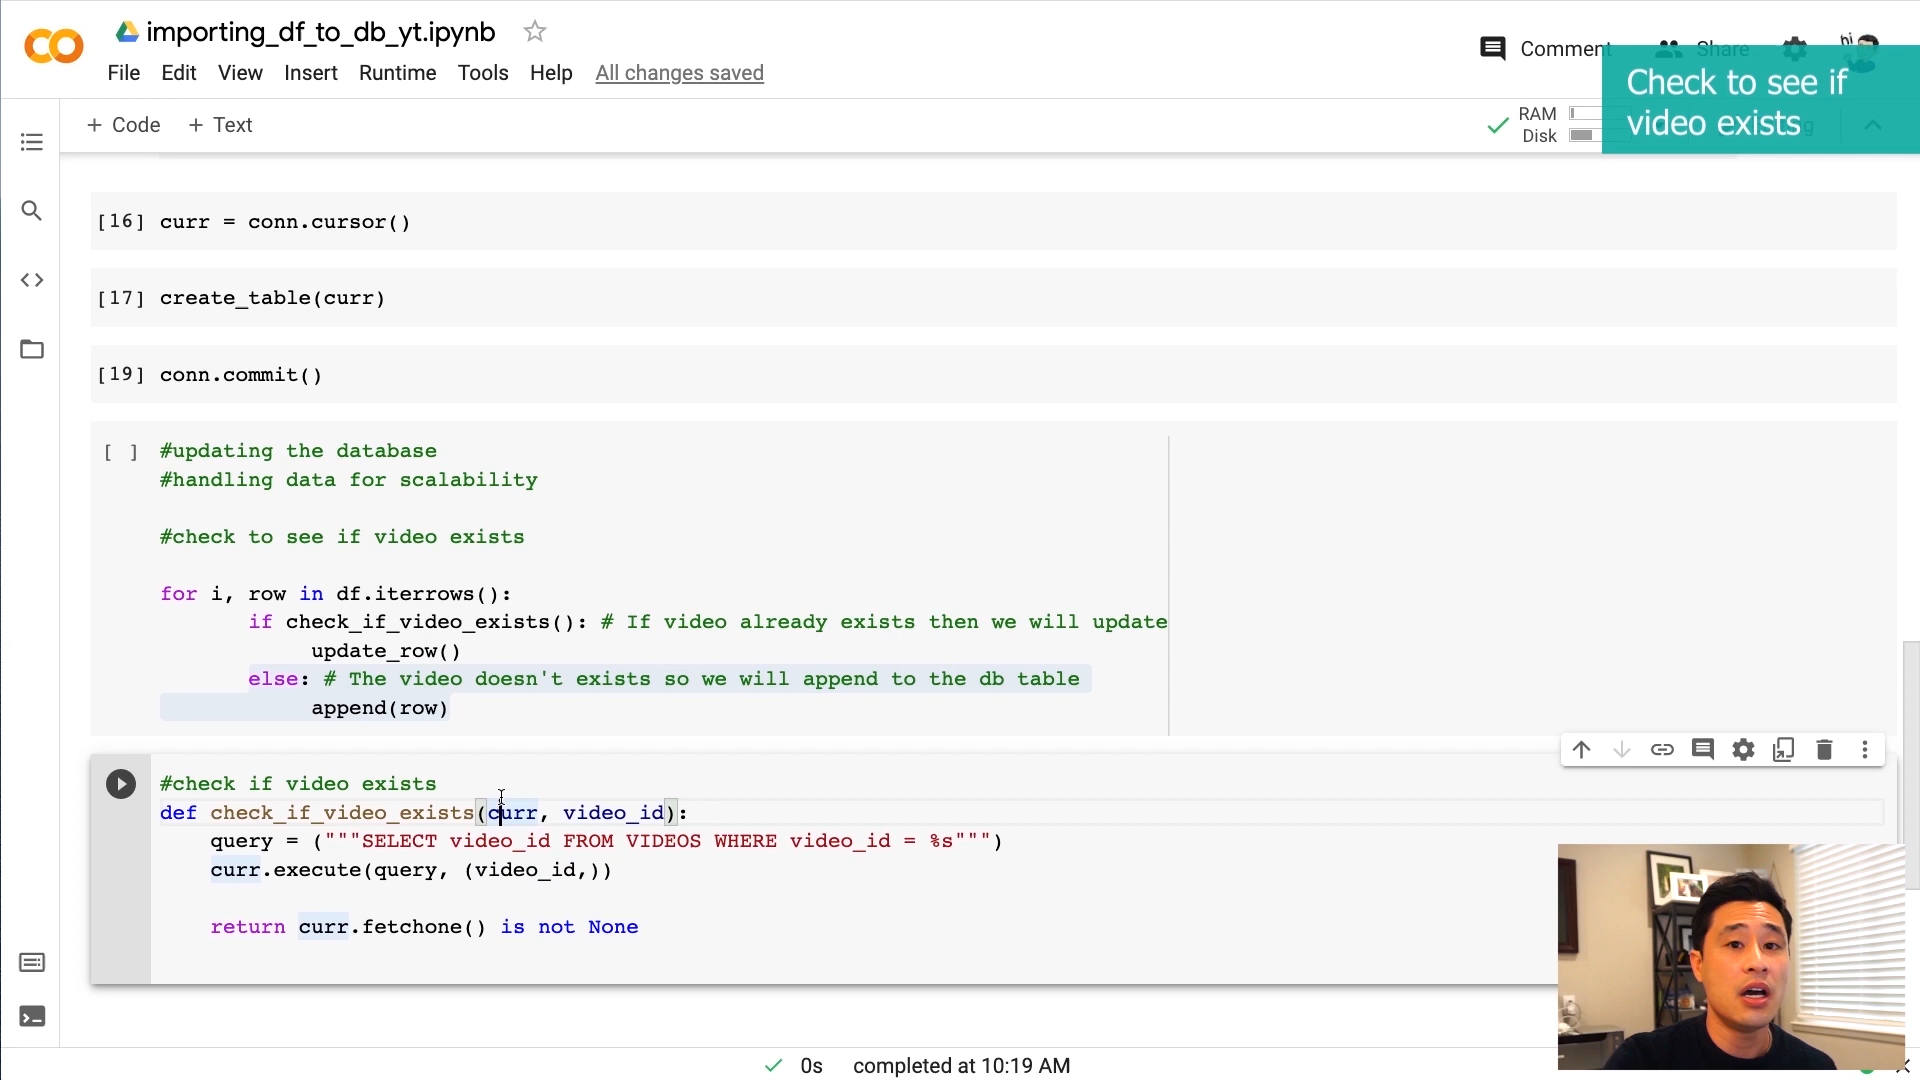 importing_df_to_db_yt.ipynb
File Edit View Insert Runtime Tools Help All changes saved
Comment Share
hi
Check to see if
video exists
+ Code + Text
RAM
Disk
[16] curr = conn.cursor()
[17] create_table(curr)
[19] conn.commit()
[ ] #updating the database
#handling data for scalability
#check to see if video exists
for i, row in df.iterrows():
if check_if_video_exists(): # If video already exists then we will update
update_row()
else: # The video doesn't exists so we will append to the db table
append(row)
#check if video exists
def check_if_video_exists(curr, video_id):
query = ("""SELECT video_id FROM VIDEOS WHERE video_id = %s""")
curr.execute(query, (video_id,))
return curr.fetchone() is not None
0s completed at 10:19 AM